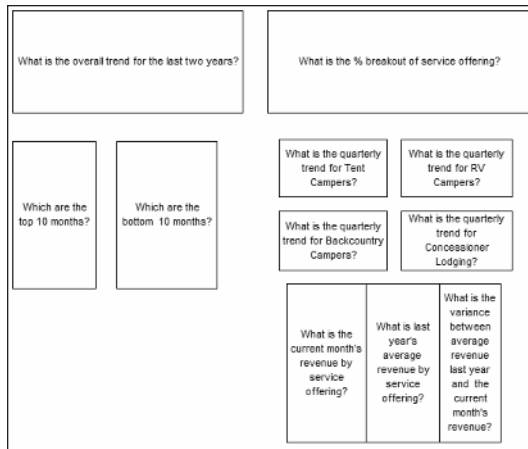 What is the overall trend for the last two years?
What is the % breakout of service offering?
Which are the
top 10 months?
Which are the
bottom 10 months?
What is the quarterly
trend for Tent
Campers?
What is the quarterly
trend for RV
Campers?
What is the quarterly
trend for Backcountry
Campers?
What is the quarterly
trend for
Concessioner
Lodging?
What is the
current month's
revenue by
service
offering?
What is last
year's
average
revenue by
service
offering?
What is the
variance
between
average
revenue
last year
and the
current
month's
revenue?